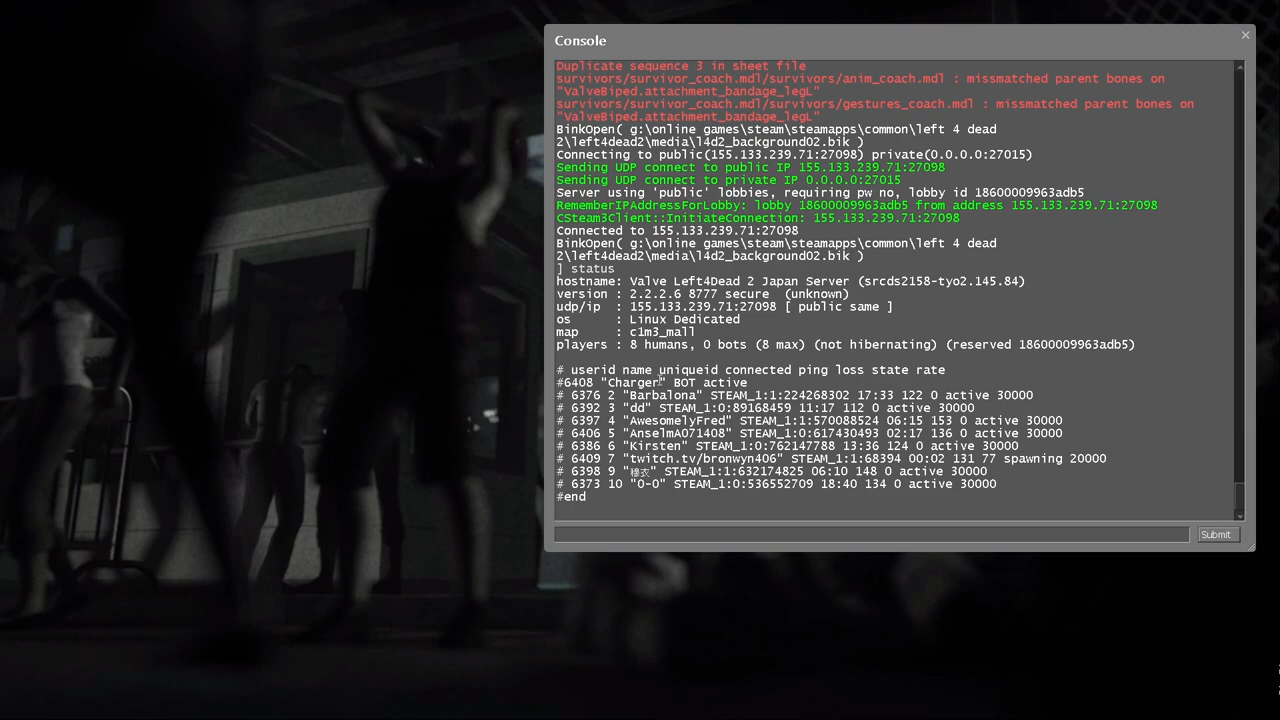 Console
Duplicate sequence 3 in sheet file
survivors/survivor_coach.mdl/survivors/anim_coach.mdl : missmatched parent bones on
"ValveBiped.attachment_bandage_legL"
survivors/survivor_coach.mdl/survivors/gestures_coach.mdl : missmatched parent bones on
"ValveBiped.attachment_bandage_legL"
BinkOpen( g:\online games\steam\steamapps\common\left 4 dead
2\left4dead2\media\l4d2_background02.bik )
Connecting to public(155.133.239.71:27098) private(0.0.0.0:27015)
Sending UDP connect to public IP 155.133.239.71:27098
Sending UDP connect to private IP 0.0.0.0:27015
Server using 'public' lobbies, requiring pw no, lobby id 18600009963adb5
RememberIPAddressForLobby: lobby 18600009963adb5 from address 155.133.239.71:27098
CSteam3Client::InitiateConnection: 155.133.239.71:27098
Connected to 155.133.239.71:27098
BinkOpen( g:\online games\steam\steamapps\common\left 4 dead
2\left4dead2\media\l4d2_background02.bik )
] status
hostname: Valve Left4Dead 2 Japan Server (srcds2158-tyo2.145.84)
version : 2.2.2.6 8777 secure  (unknown)
udp/ip  : 155.133.239.71:27098 [ public same ]
os      : Linux Dedicated
map     : c1m3_mall
players : 8 humans, 0 bots (8 max) (not hibernating) (reserved 18600009963adb5)
# userid name uniqueid connected ping loss state rate
#6408 "Charger" BOT active
# 6376 2 "Barbalona" STEAM_1:1:224268302 17:33 122 0 active 30000
# 6392 3 "dd" STEAM_1:0:89168459 11:17 112 0 active 30000
# 6397 4 "AwesomelyFred" STEAM_1:1:570088524 06:15 153 0 active 30000
# 6406 5 "AnselmA071408" STEAM_1:0:617430493 02:17 136 0 active 30000
# 6386 6 "Kirsten" STEAM_1:0:762147788 13:36 124 0 active 30000
# 6409 7 "twitch.tv/bronwyn406" STEAM_1:1:68394 00:02 131 77 spawning 20000
# 6398 9 "穆衣" STEAM_1:1:632174825 06:10 148 0 active 30000
# 6373 10 "0-0" STEAM_1:0:536552709 18:40 134 0 active 30000
#end
Submit